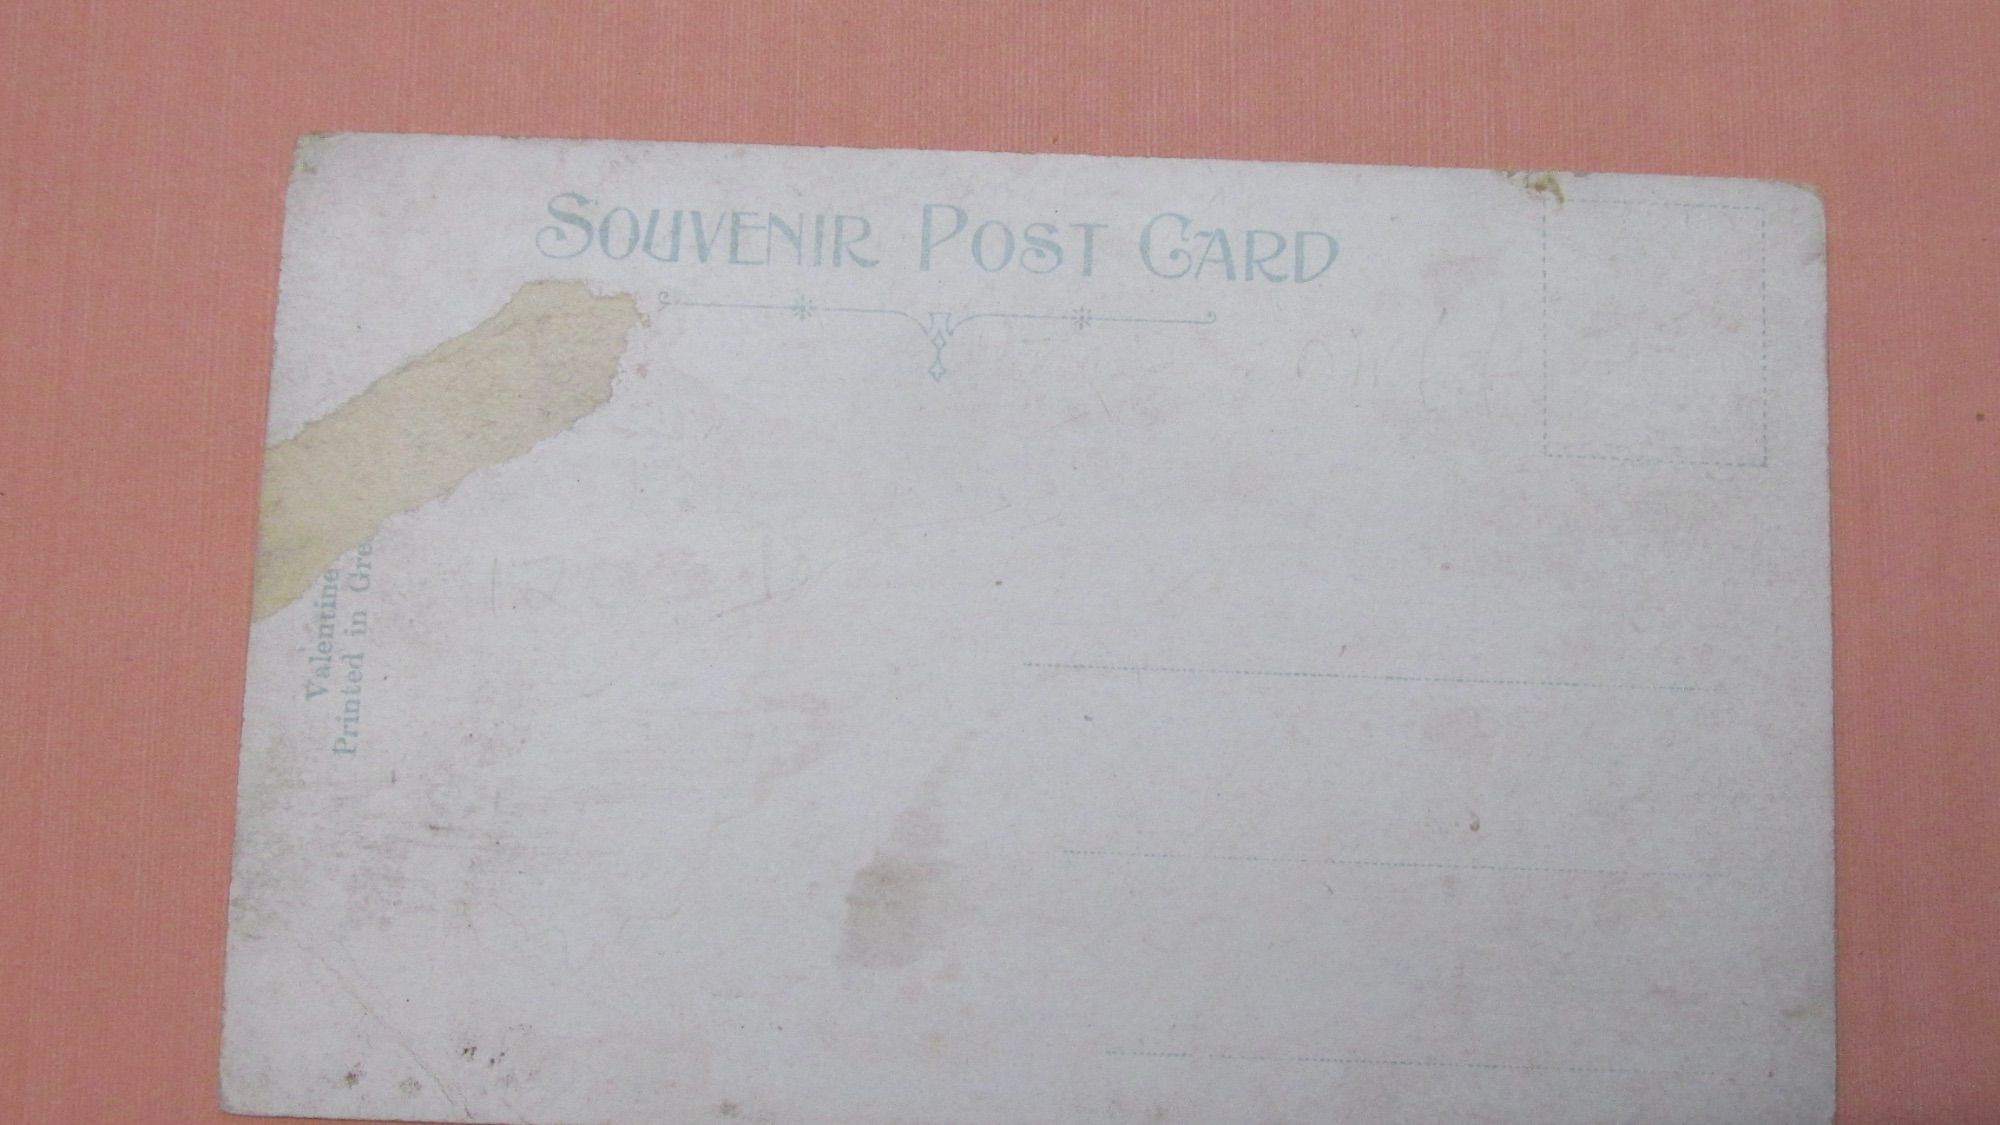 SOUVENIR POST CARD
Valentine
Printed in Gre